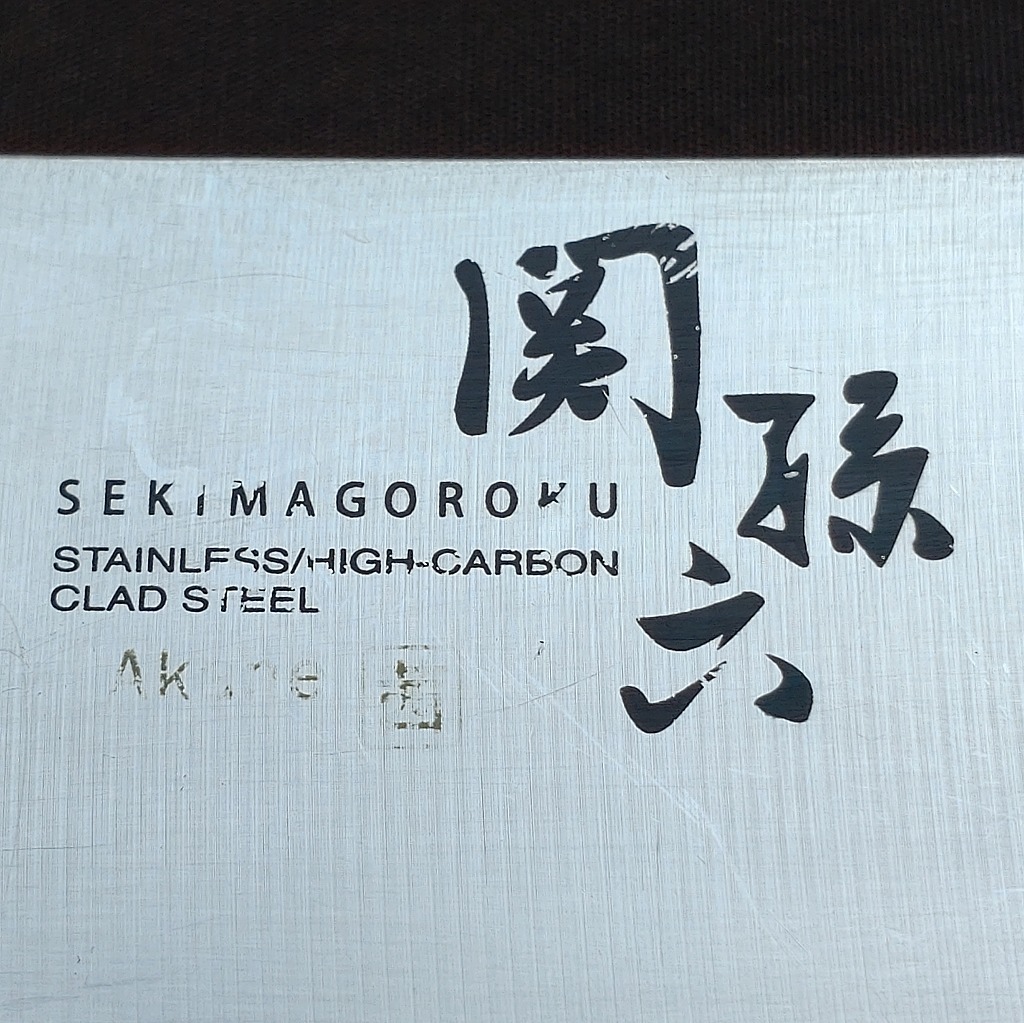 関孫六
SEKIMAGOROKU
STAINLESS/HIGH-CARBON
CLAD STEEL